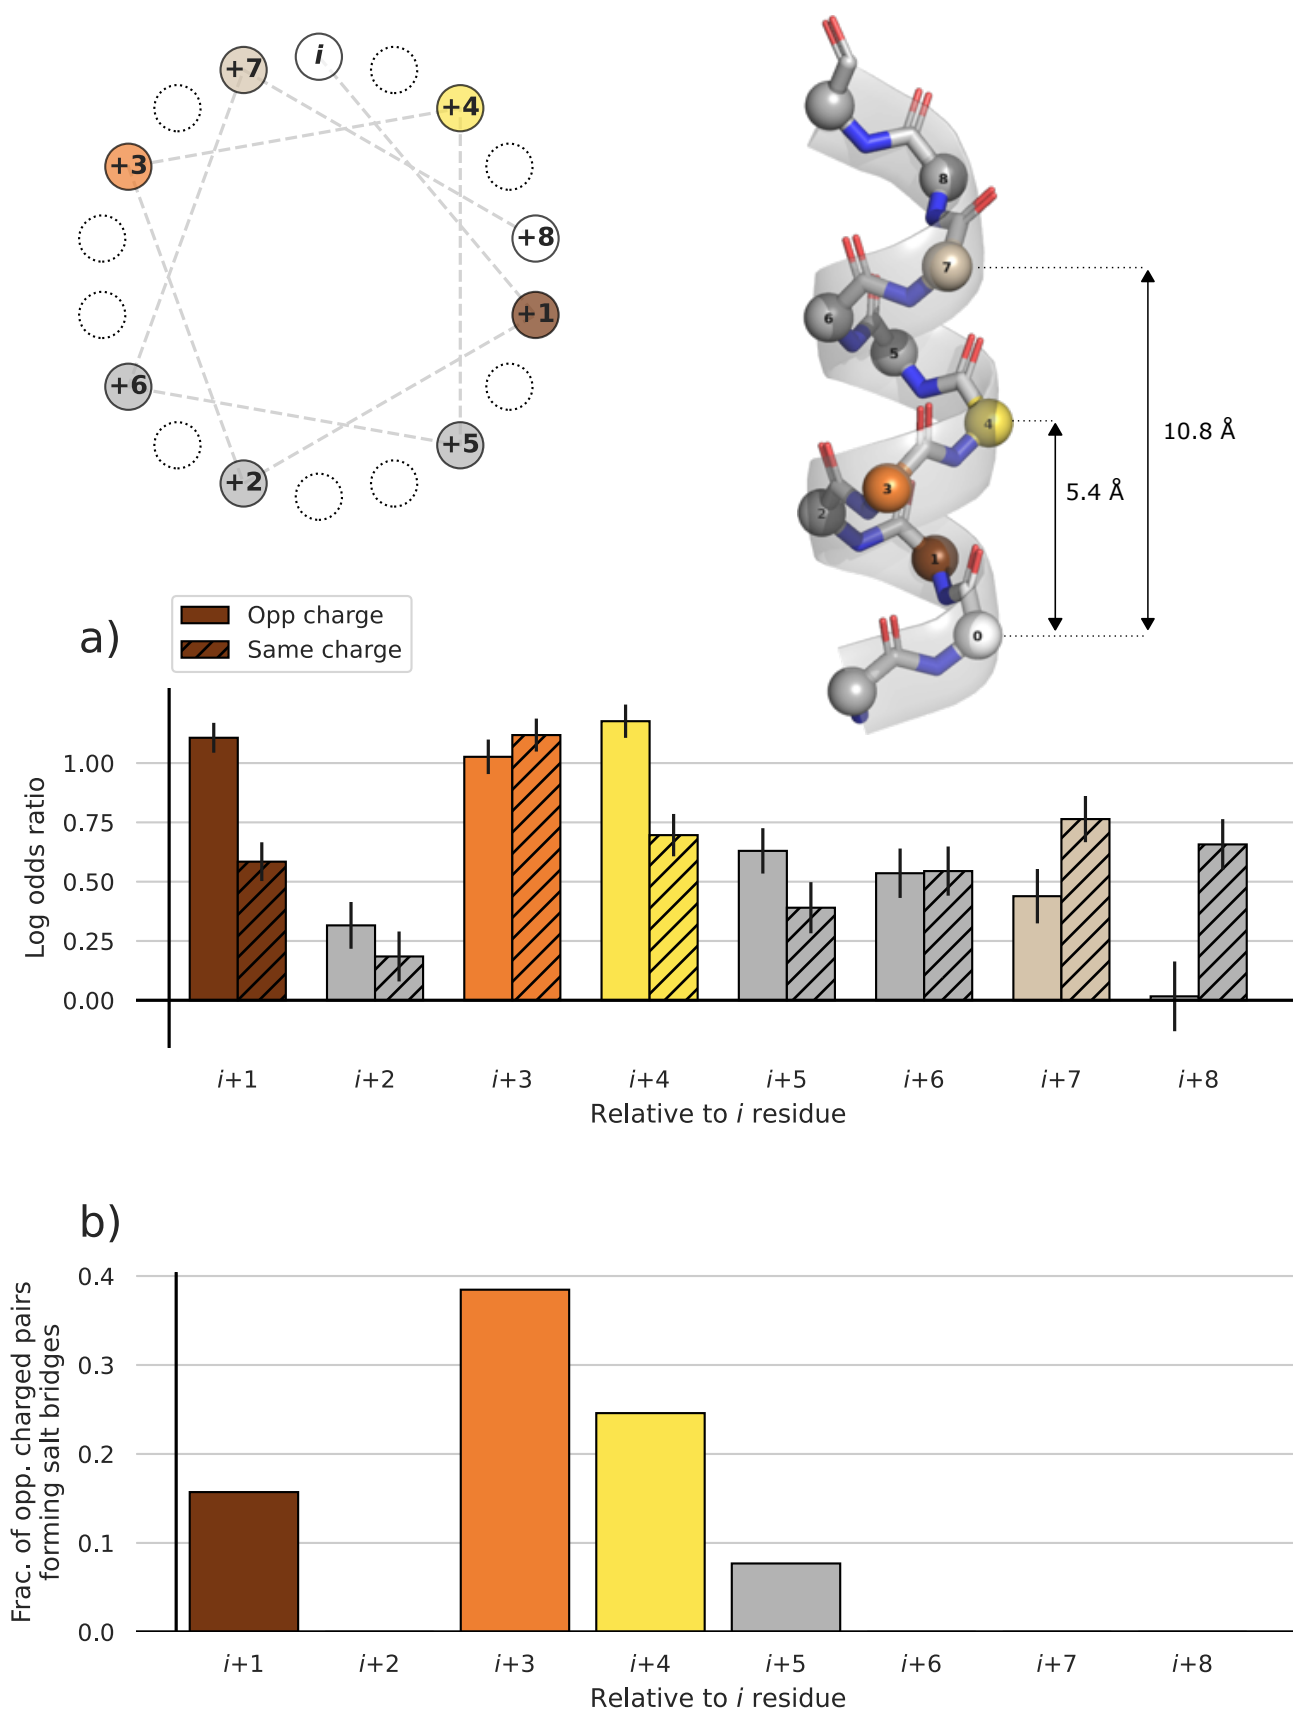 i
+7
+4
+3
+8
+1
+6
+5
+2
8
7
6
5
4
3
2
1
0
10.8 Å
5.4 Å
a)
Opp charge
Same charge
Log odds ratio
1.00
0.75
0.50
0.25
0.00
i+1 i+2 i+3 i+4 i+5 i+6 i+7 i+8
Relative to i residue
b)
Frac. of opp. charged pairs
forming salt bridges
0.4
0.3
0.2
0.1
0.0
i+1 i+2 i+3 i+4 i+5 i+6 i+7 i+8
Relative to i residue